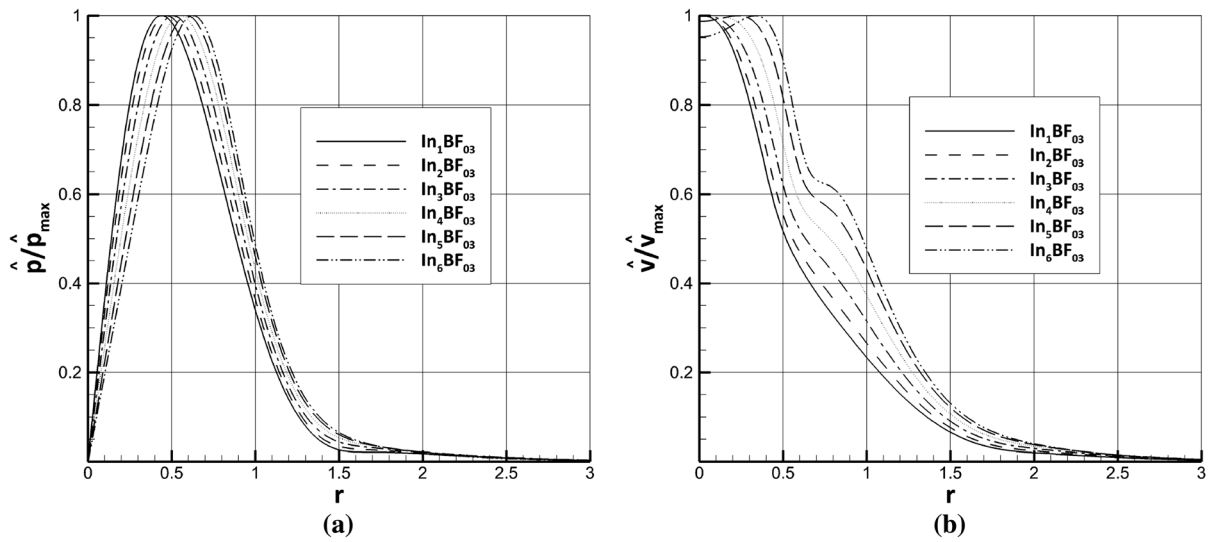 1
0.8
0.6
0.4
0.2
0 0.5 1 1.5 2 2.5 3
p̂/p̂max
r
In₁BF₀₃
In₂BF₀₃
In₃BF₀₃
In₄BF₀₃
In₅BF₀₃
In₆BF₀₃
(a)
1
0.8
0.6
0.4
0.2
0 0.5 1 1.5 2 2.5 3
v̂/v̂max
r
In₁BF₀₃
In₂BF₀₃
In₃BF₀₃
In₄BF₀₃
In₅BF₀₃
In₆BF₀₃
(b)